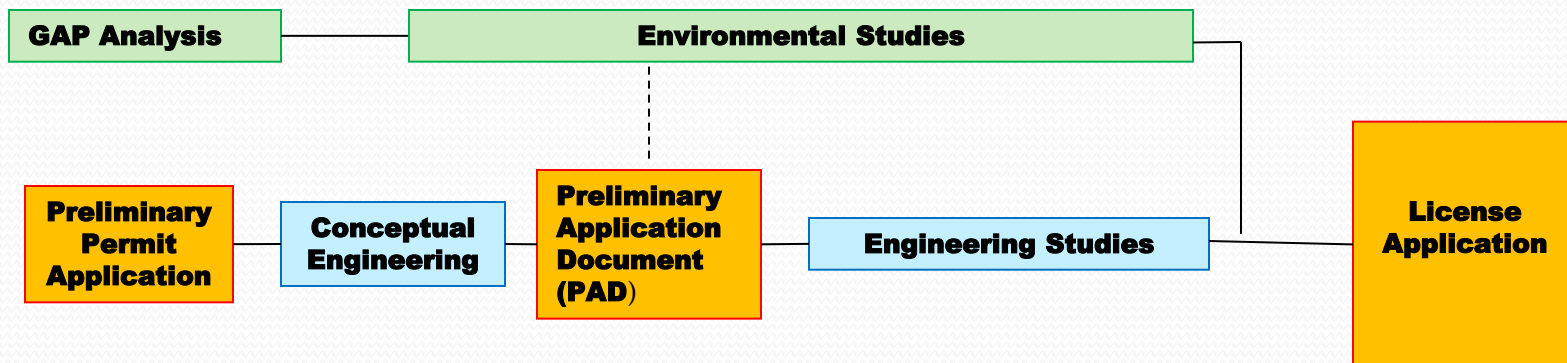 GAP Analysis
Environmental Studies
Preliminary
Permit
Application
Conceptual
Engineering
Preliminary
Application
Document
(PAD)
Engineering Studies
License
Application